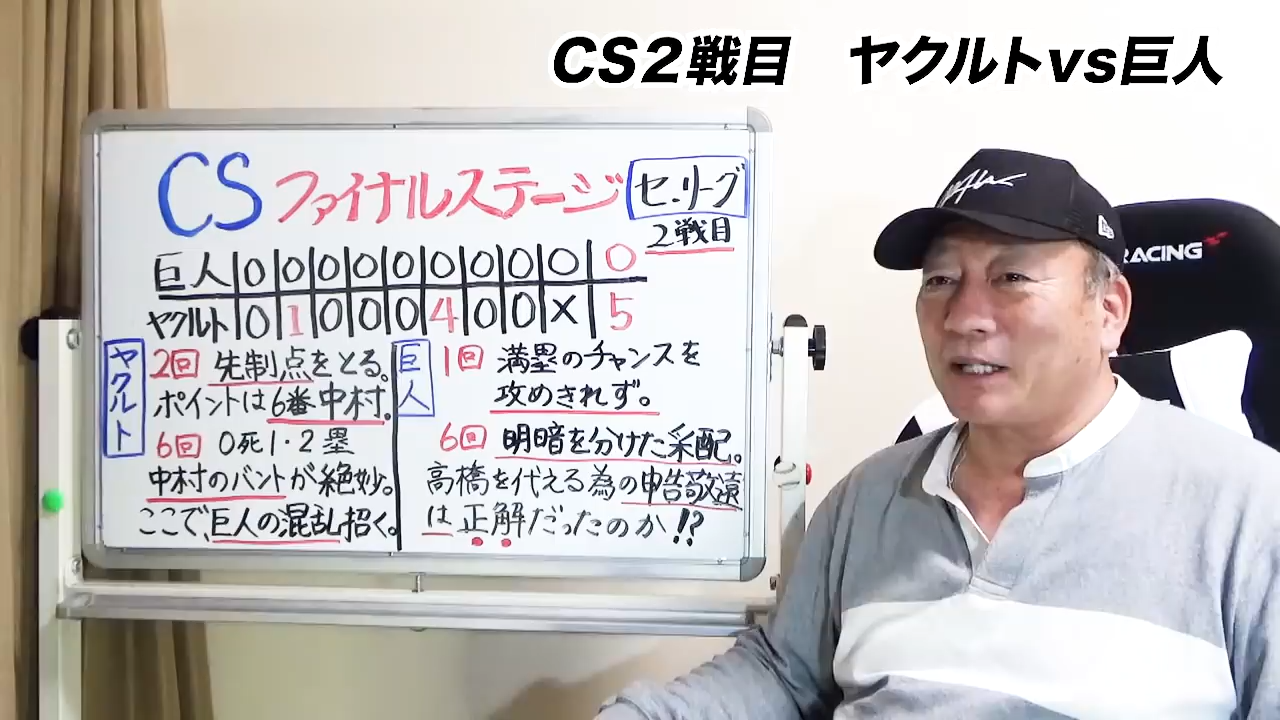 CS2戦目　ヤクルトvs巨人
CS ファイナルステージ セ・リーグ
2戦目
巨人 0 0 0 0 0 0 0 0 0 0
ヤクルト 0 1 0 0 0 4 0 0 X 5
ヤクルト
2回 先制点をとる。
ポイントは6番中村。
6回 0死1・2塁
中村のバントが絶妙。
ここで、巨人の混乱招く。
巨人
1回 満塁のチャンスを
攻めきれず。
6回 明暗を分けた采配。
高橋を代える為の申告敬遠
は正解だったのか!?
RACING